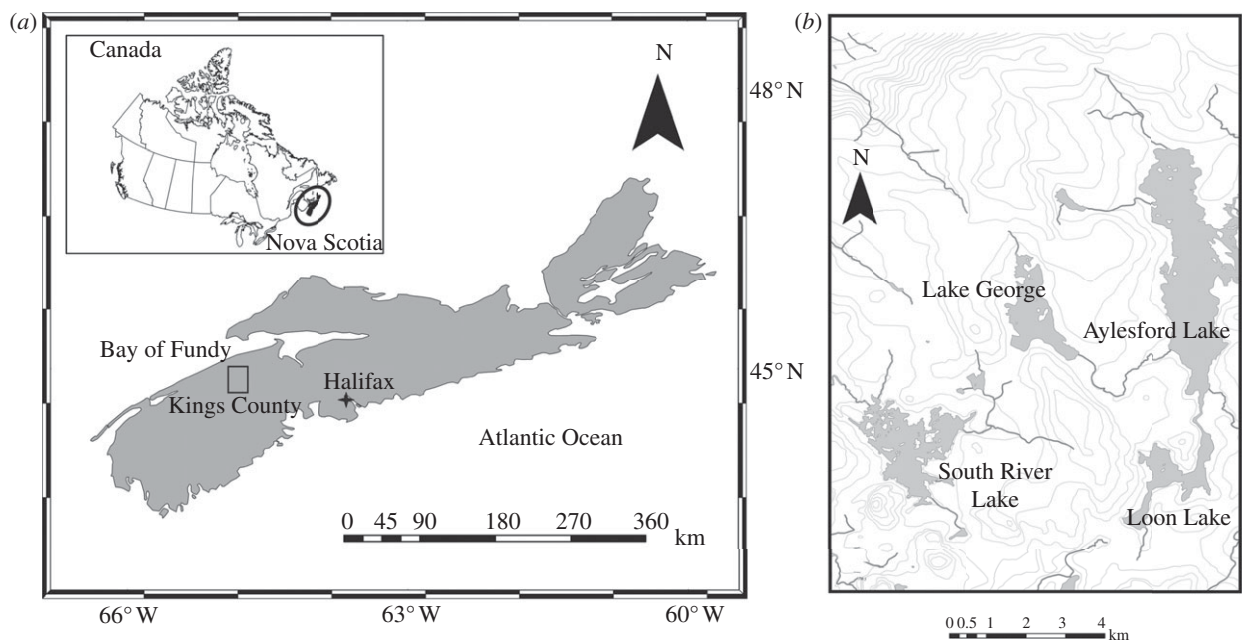 (a)
Canada
Nova Scotia
N
48° N
Bay of Fundy
Halifax
45° N
Kings County
Atlantic Ocean
0 45 90 180 270 360
km
66° W 63° W 60° W
(b)
N
Lake George
Aylesford Lake
South River
Lake
Loon Lake
0 0.5 1 2 3 4
km